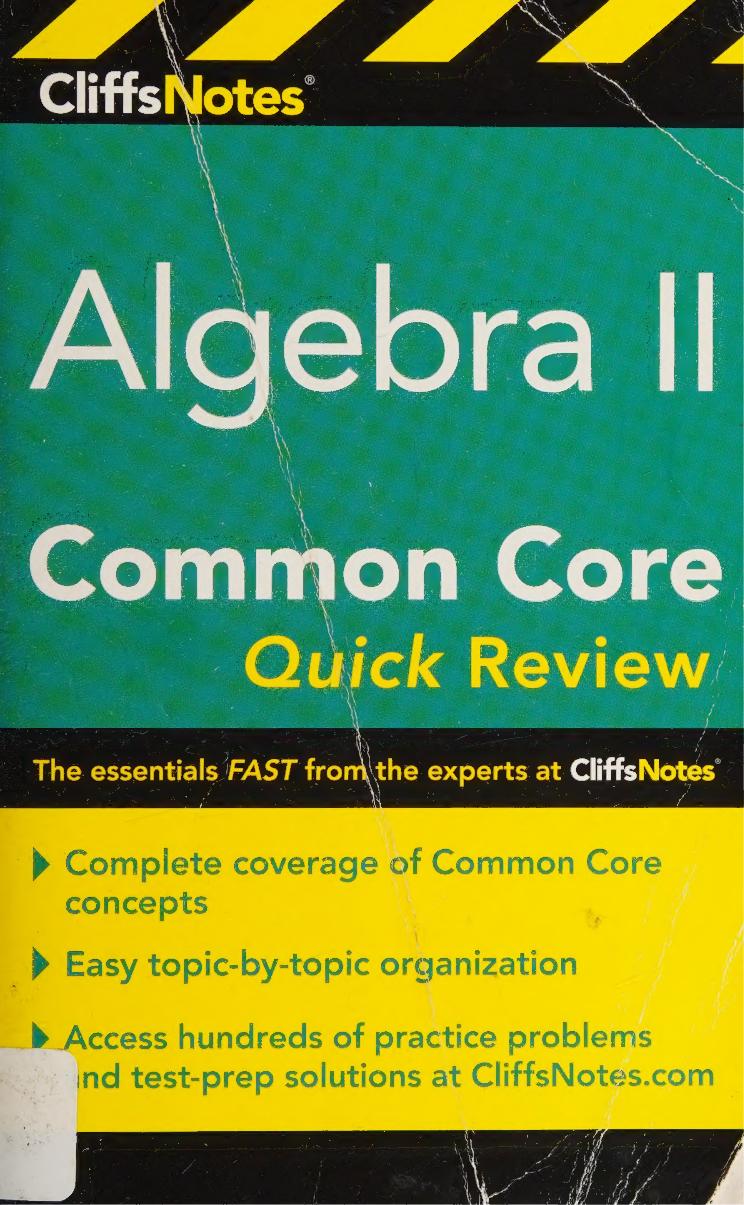 CliffsNotes®
Algebra II
Common Core
Quick Review
The essentials FAST from the experts at CliffsNotes®
Complete coverage of Common Core
concepts
Easy topic-by-topic organization
Access hundreds of practice problems
and test-prep solutions at CliffsNotes.com